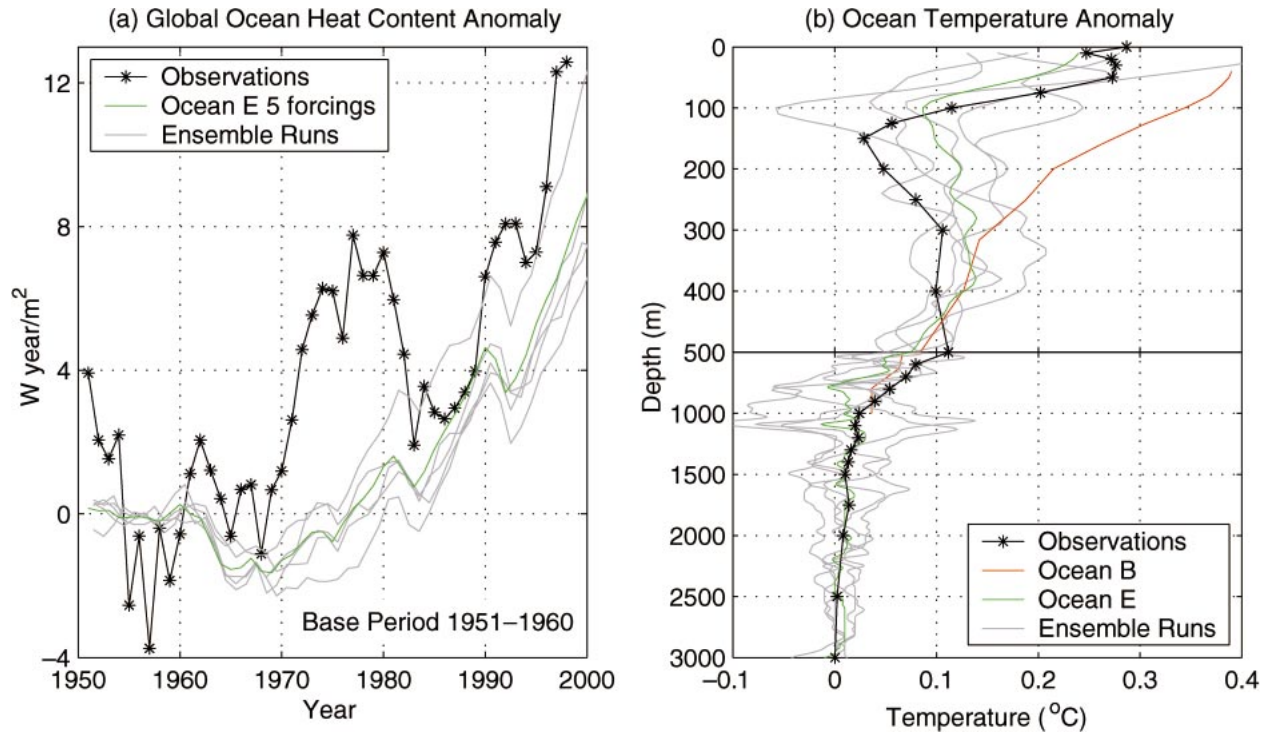 (a) Global Ocean Heat Content Anomaly
Observations
Ocean E 5 forcings
Ensemble Runs
12
8
4
0
−4
W year/m²
Base Period 1951−1960
1950
1960
1970
1980
1990
2000
Year
(b) Ocean Temperature Anomaly
0
100
200
300
400
500
1000
1500
2000
2500
3000
Depth (m)
Observations
Ocean B
Ocean E
Ensemble Runs
−0.1
0
0.1
0.2
0.3
0.4
Temperature (°C)